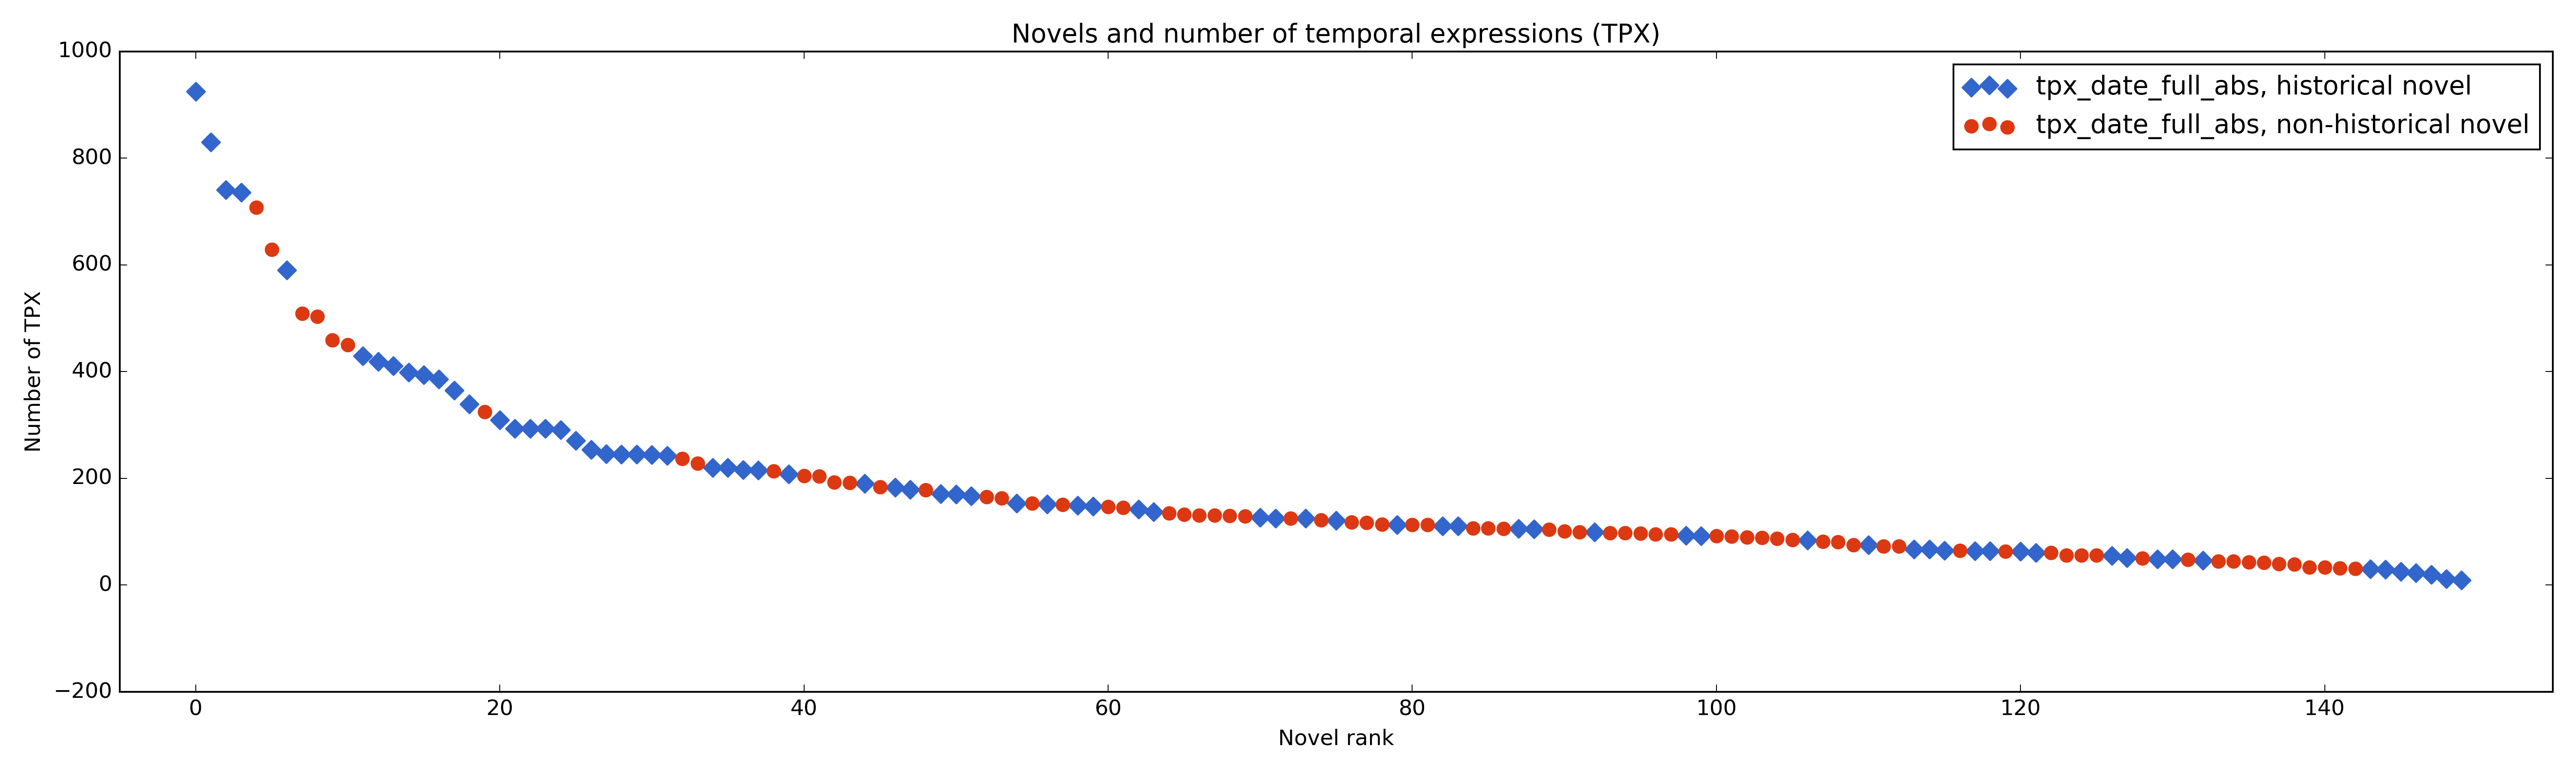 Novels and number of temporal expressions (TPX)
1000
800
600
400
200
0
−200
Number of TPX
tpx_date_full_abs, historical novel
tpx_date_full_abs, non-historical novel
0 20 40 60 80 100 120 140
Novel rank